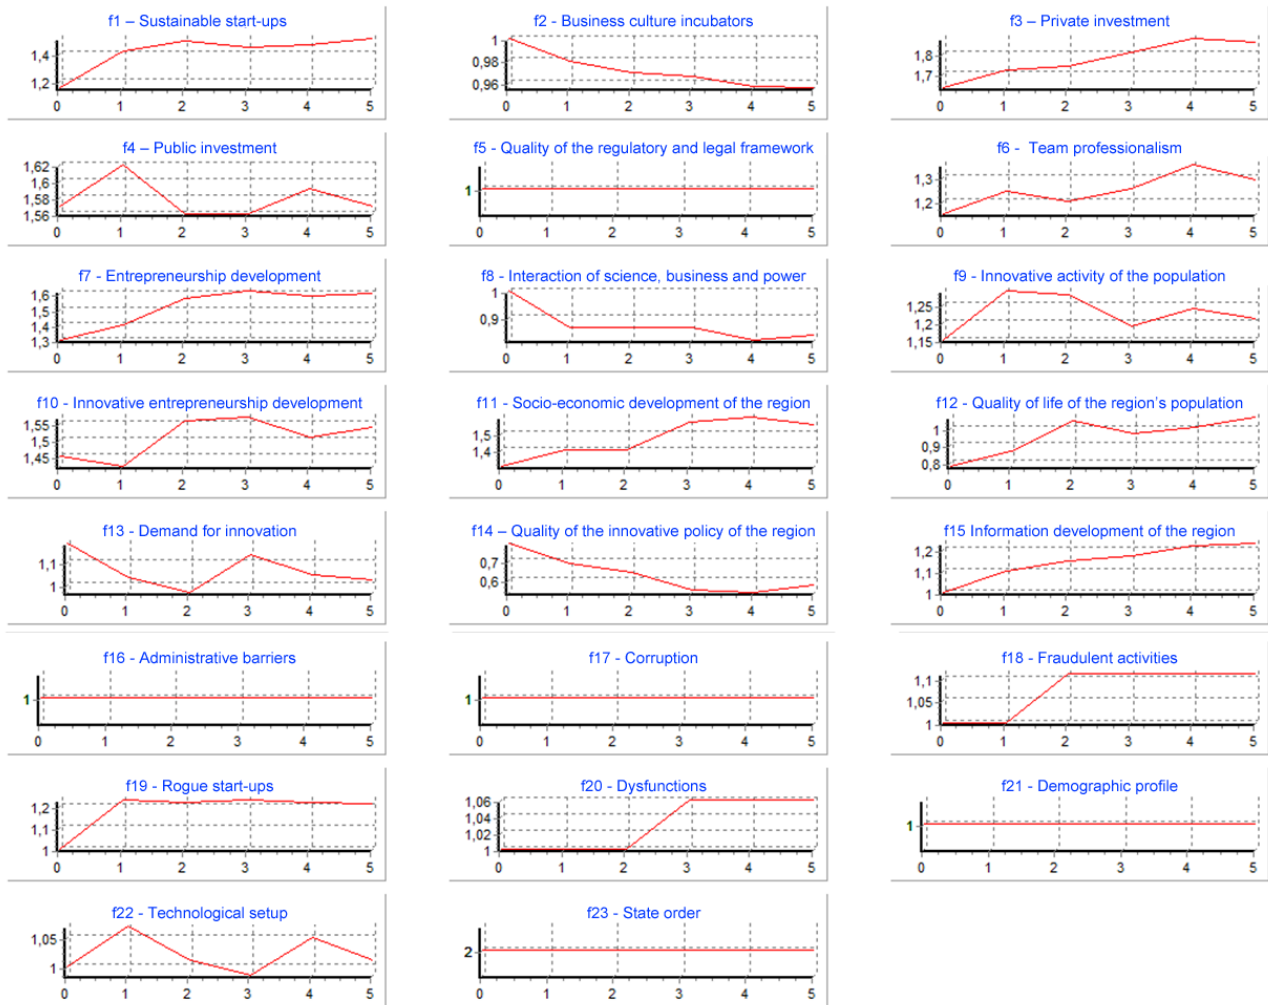 f1 – Sustainable start-ups
1,4
1,2
0 1 2 3 4 5
f2 - Business culture incubators
1
0,98
0,96
0 1 2 3 4 5
f3 – Private investment
1,8
1,7
0 1 2 3 4 5
f4 – Public investment
1,62
1,6
1,58
1,56
0 1 2 3 4 5
f5 - Quality of the regulatory and legal framework
1
0 1 2 3 4 5
f6 - Team professionalism
1,3
1,2
0 1 2 3 4 5
f7 - Entrepreneurship development
1,6
1,5
1,4
1,3
0 1 2 3 4 5
f8 - Interaction of science, business and power
1
0,9
0 1 2 3 4 5
f9 - Innovative activity of the population
1,25
1,2
1,15
0 1 2 3 4 5
f10 - Innovative entrepreneurship development
1,55
1,5
1,45
0 1 2 3 4 5
f11 - Socio-economic development of the region
1,5
1,4
0 1 2 3 4 5
f12 - Quality of life of the region’s population
1
0,9
0,8
0 1 2 3 4 5
f13 - Demand for innovation
1,1
1
0 1 2 3 4 5
f14 – Quality of the innovative policy of the region
0,7
0,6
0 1 2 3 4 5
f15 Information development of the region
1,2
1,1
1
0 1 2 3 4 5
f16 - Administrative barriers
1
0 1 2 3 4 5
f17 - Corruption
1
0 1 2 3 4 5
f18 - Fraudulent activities
1,1
1,05
1
0 1 2 3 4 5
f19 - Rogue start-ups
1,2
1,1
1
0 1 2 3 4 5
f20 - Dysfunctions
1,06
1,04
1,02
1
0 1 2 3 4 5
f21 - Demographic profile
1
0 1 2 3 4 5
f22 - Technological setup
1,05
1
0 1 2 3 4 5
f23 - State order
2
0 1 2 3 4 5